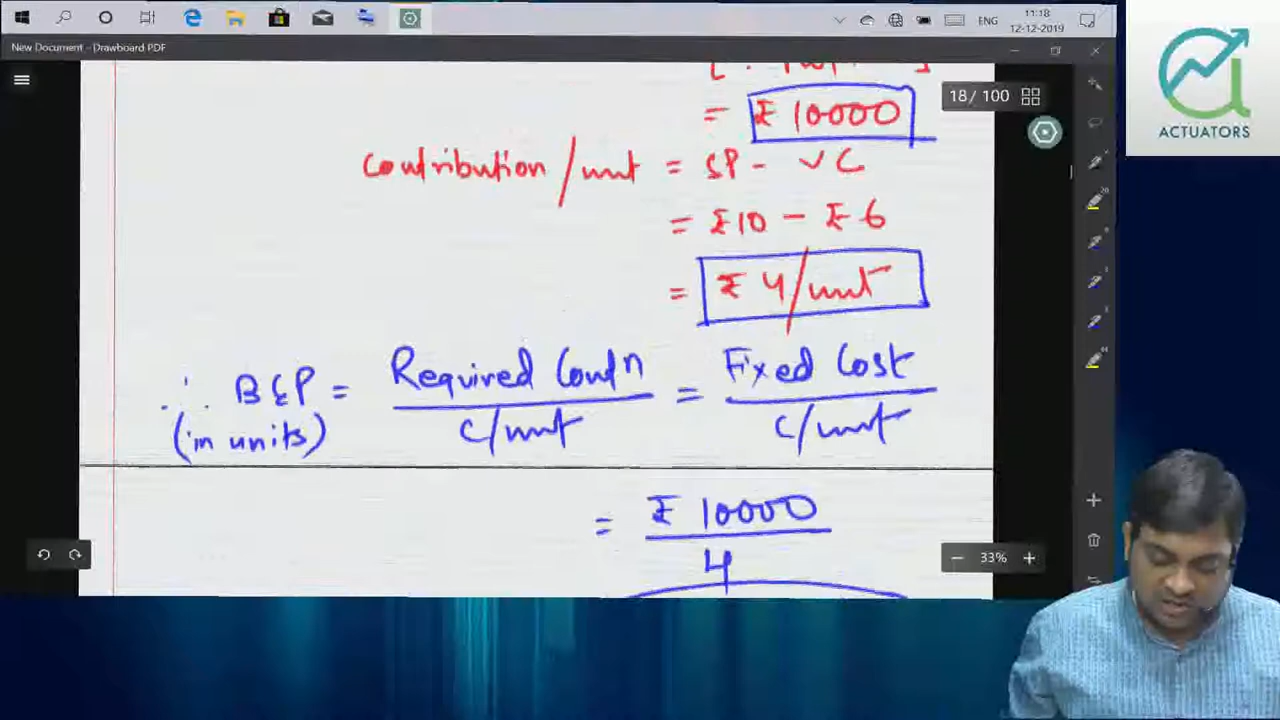 11:18
ENG
12-12-2019
New Document - Drawboard PDF
18/ 100
= ₹ 10000
Contribution / unit = SP - VC
= ₹10 - ₹ 6
= ₹ 4/unit
∴ BEP = Required Contn = Fixed Cost
(in units) c/unit c/unit
= ₹ 10000
4
33%
ACTUATORS